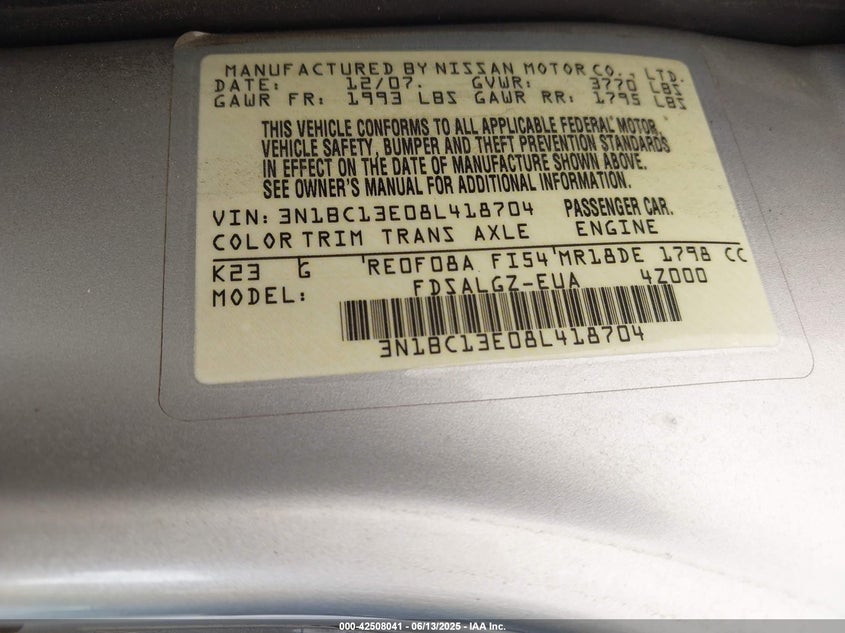 MANUFACTURED BY NISSAN MOTOR CO., LTD.
DATE: 12/07. GVWR: 3770 LBS
GAWR FR: 1993 LBS GAWR RR: 1795 LBS
THIS VEHICLE CONFORMS TO ALL APPLICABLE FEDERAL MOTOR
VEHICLE SAFETY, BUMPER AND THEFT PREVENTION STANDARDS
IN EFFECT ON THE DATE OF MANUFACTURE SHOWN ABOVE.
SEE OWNER'S MANUAL FOR ADDITIONAL INFORMATION.
VIN: 3N1BC13E08L418704 PASSENGER CAR.
COLOR TRIM TRANS AXLE ENGINE
K23 G RE0F08A FI54 MR18DE 1798 CC
MODEL: FDSALGZ-EUA 4Z000
3N1BC13E08L418704
000-42508041 - 06/13/2025 - IAA Inc.